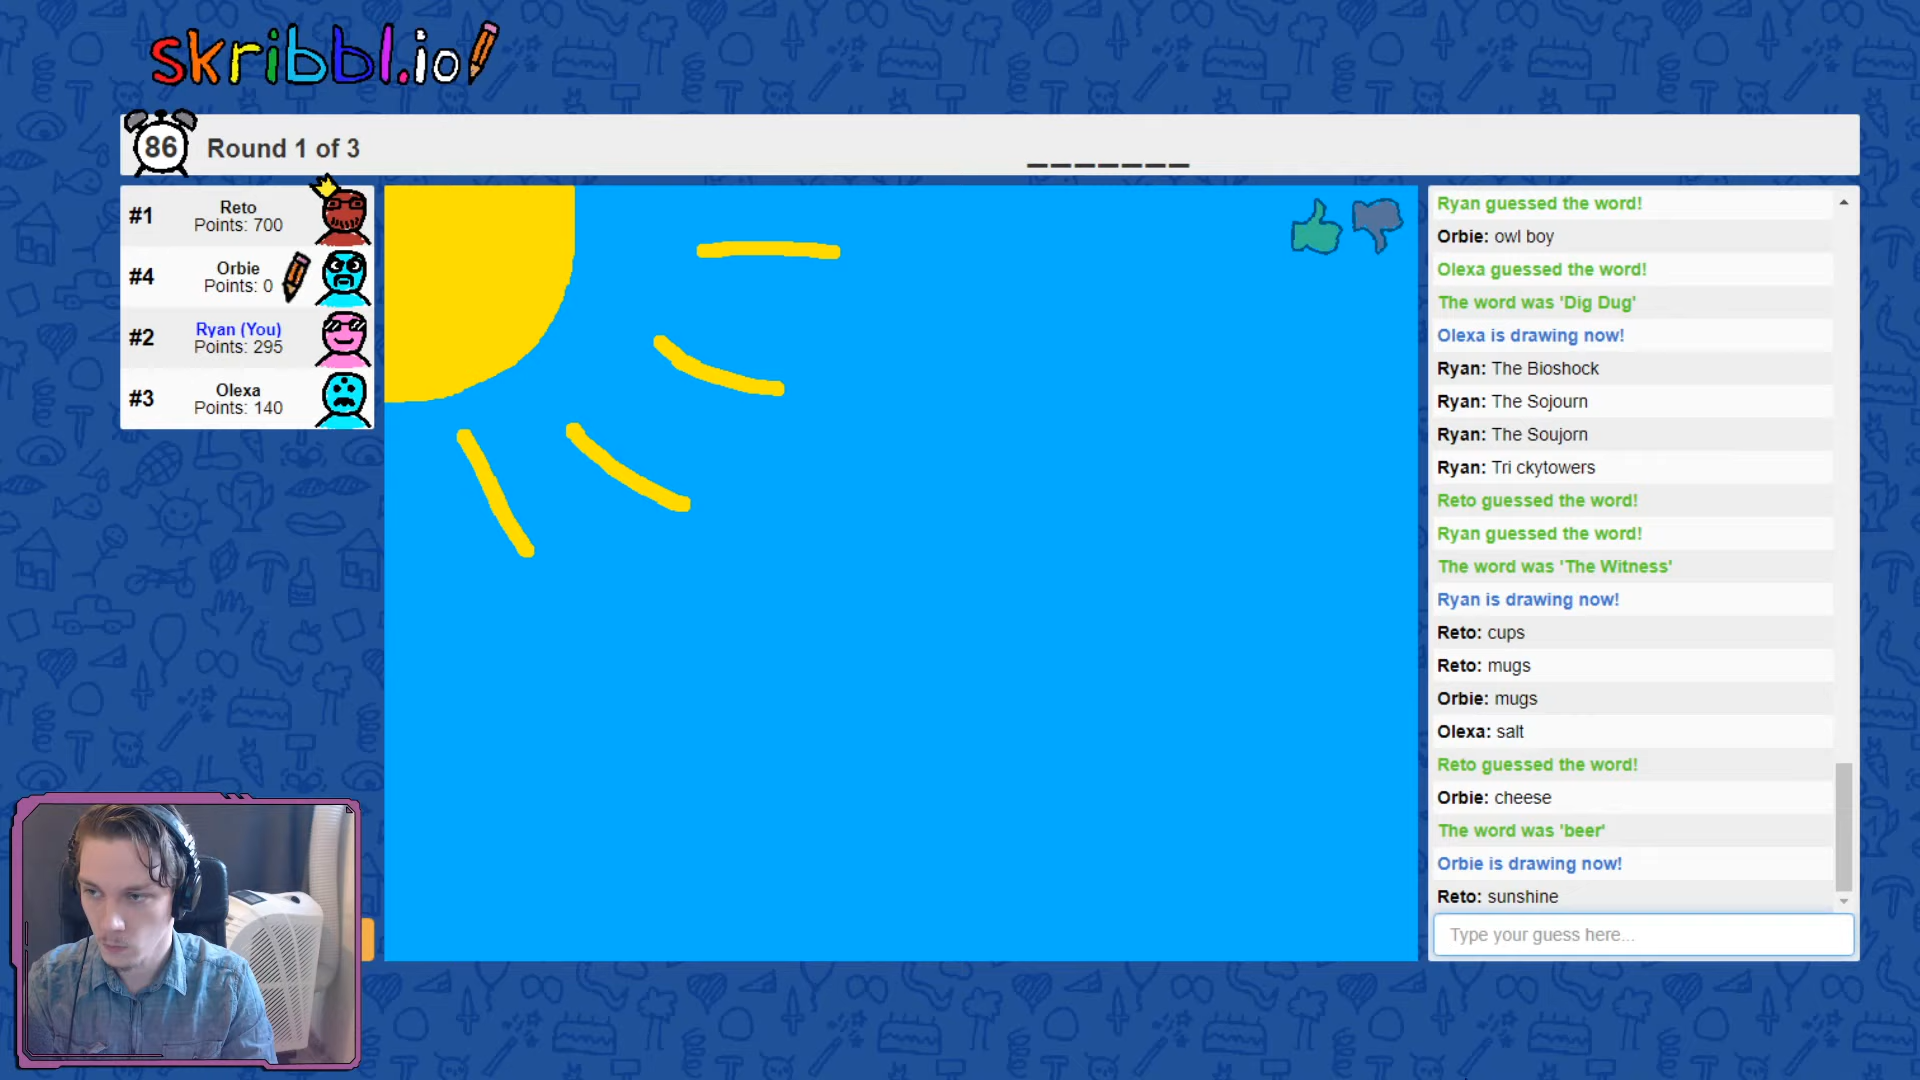 skribbl.io
86
Round 1 of 3
_______
#1
Reto
Points: 700
#4
Orbie
Points: 0
#2
Ryan (You)
Points: 295
#3
Olexa
Points: 140
Ryan guessed the word!
Orbie: owl boy
Olexa guessed the word!
The word was 'Dig Dug'
Olexa is drawing now!
Ryan: The Bioshock
Ryan: The Sojourn
Ryan: The Soujorn
Ryan: Tri ckytowers
Reto guessed the word!
Ryan guessed the word!
The word was 'The Witness'
Ryan is drawing now!
Reto: cups
Reto: mugs
Orbie: mugs
Olexa: salt
Reto guessed the word!
Orbie: cheese
The word was 'beer'
Orbie is drawing now!
Reto: sunshine
Type your guess here...